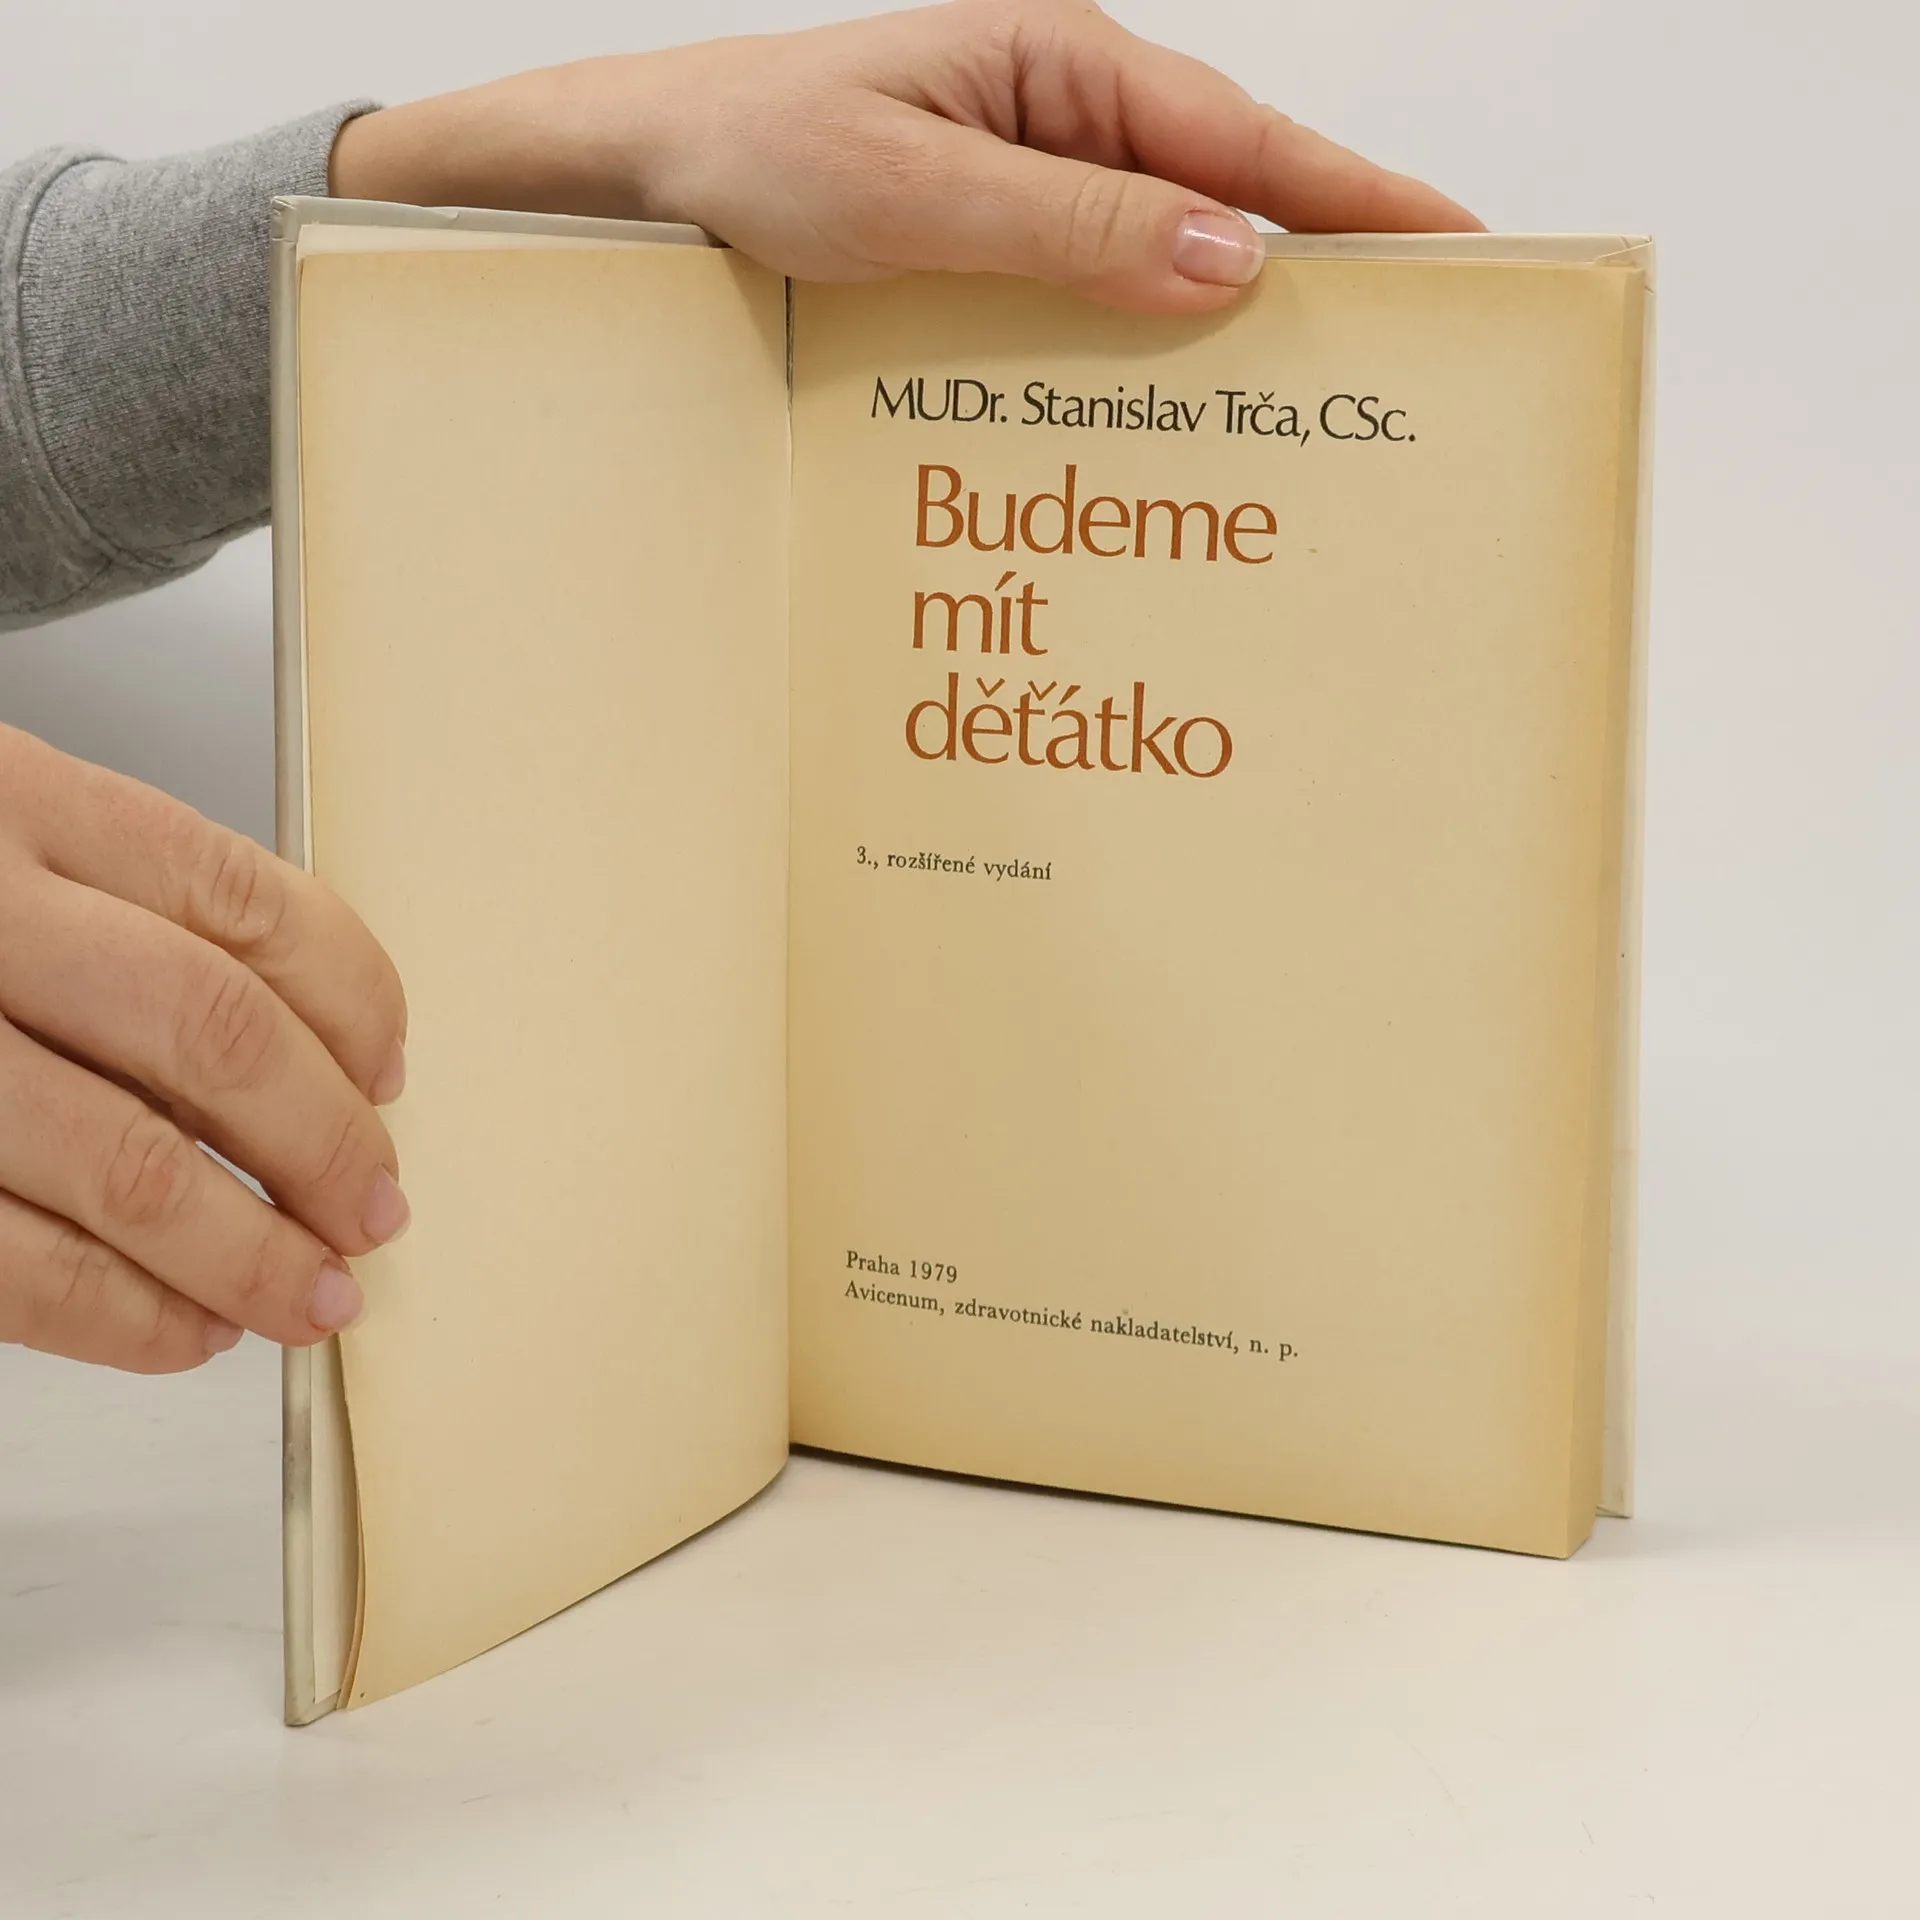 MUDr. Stanislav Trča, CSc.
Budeme
mít
děťátko
3., rozšířené vydání
Praha 1979
Avicenum, zdravotnické nakladatelství, n. p.